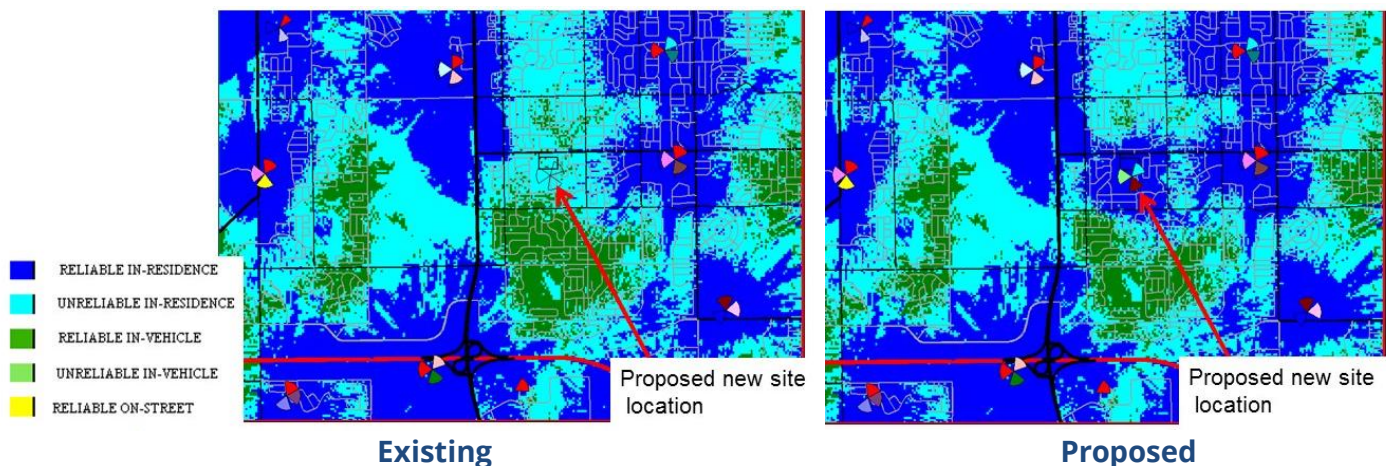 RELIABLE IN-RESIDENCE
UNRELIABLE IN-RESIDENCE
RELIABLE IN-VEHICLE
UNRELIABLE IN-VEHICLE
RELIABLE ON-STREET
Proposed new site
location
Proposed new site
location
Existing
Proposed